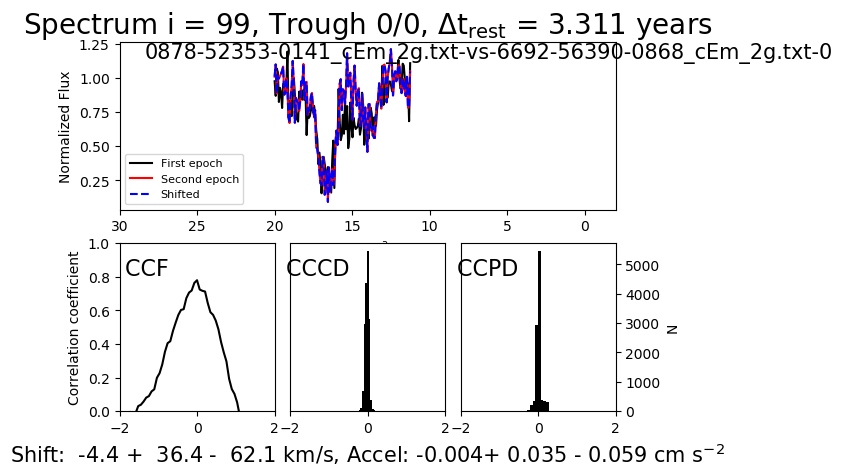 Spectrum i = 99, Trough 0/0, Δt_rest = 3.311 years
0878-52353-0141_cEm_2g.txt-vs-6692-56390-0868_cEm_2g.txt-0
Normalized Flux
1.25
1.00
0.75
0.50
0.25
First epoch
Second epoch
Shifted
30 25 20 15 10 5 0
Correlation coefficient
1.0
0.8
0.6
0.4
0.2
0.0
CCF
CCCD
CCPD
5000
4000
3000
2000
1000
0
N
−2 0 2
−2 0 2
−2 0 2
Shift: -4.4 + 36.4 - 62.1 km/s, Accel: -0.004+ 0.035 - 0.059 cm s⁻²